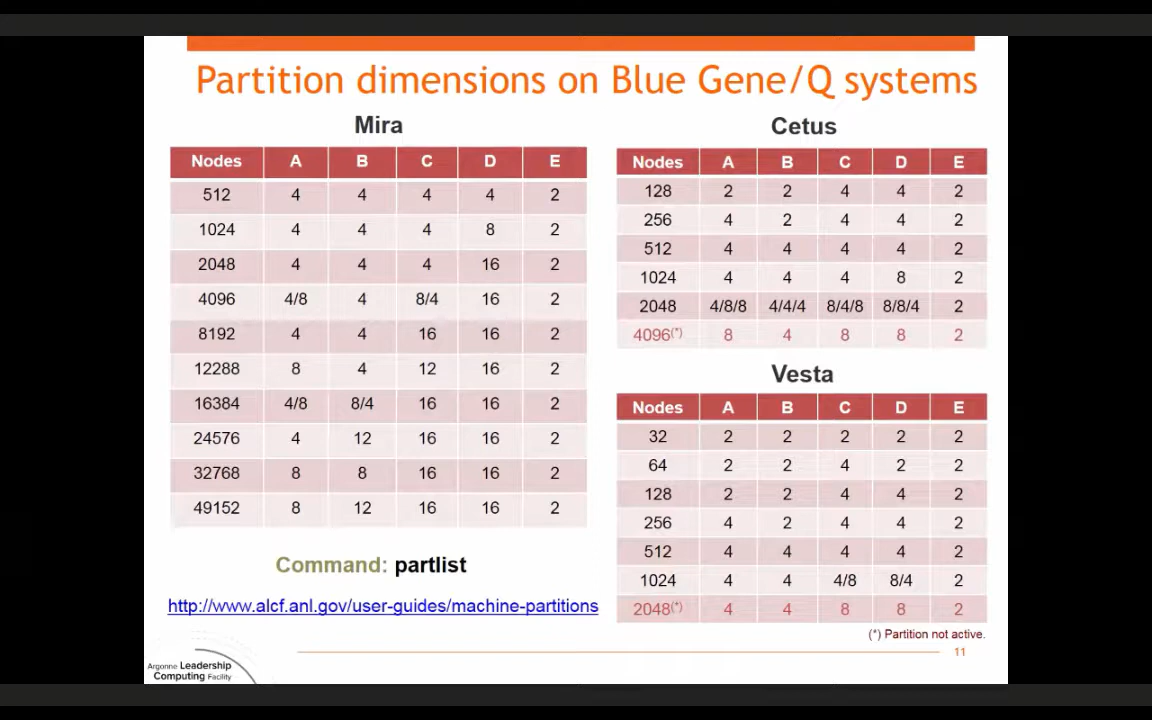 Partition dimensions on Blue Gene/Q systems
Mira
Nodes A B C D E
512 4 4 4 4 2
1024 4 4 4 8 2
2048 4 4 4 16 2
4096 4/8 4 8/4 16 2
8192 4 4 16 16 2
12288 8 4 12 16 2
16384 4/8 8/4 16 16 2
24576 4 12 16 16 2
32768 8 8 16 16 2
49152 8 12 16 16 2
Command: partlist
http://www.alcf.anl.gov/user-guides/machine-partitions
Cetus
Nodes A B C D E
128 2 2 4 4 2
256 4 2 4 4 2
512 4 4 4 4 2
1024 4 4 4 8 2
2048 4/8/8 4/4/4 8/4/8 8/8/4 2
4096(*) 8 4 8 8 2
Vesta
Nodes A B C D E
32 2 2 2 2 2
64 2 2 4 2 2
128 2 2 4 4 2
256 4 2 4 4 2
512 4 4 4 4 2
1024 4 4 4/8 8/4 2
2048(*) 4 4 8 8 2
(*) Partition not active.
11
Argonne Leadership
Computing Facility